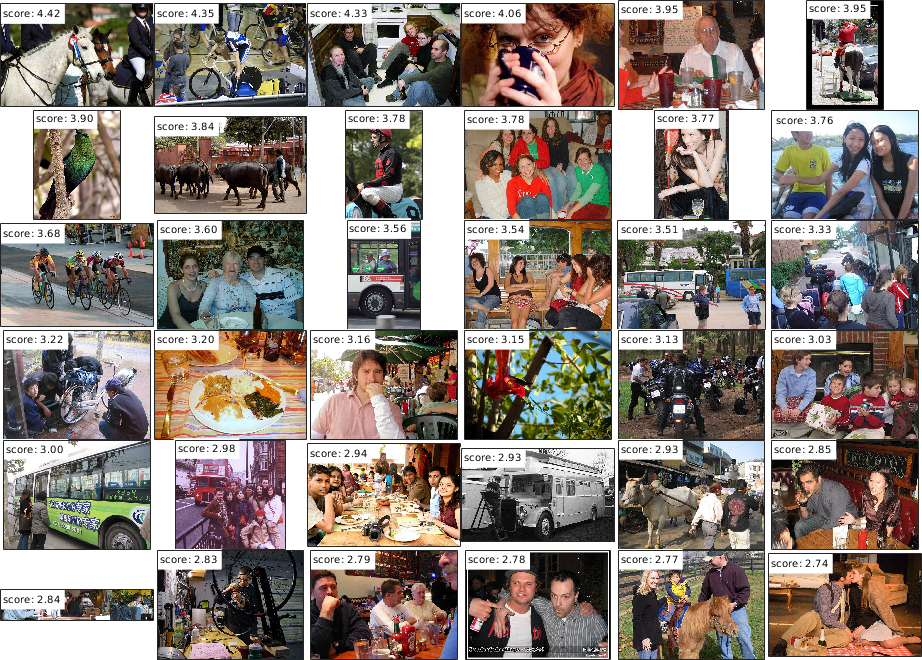 score: 4.42
score: 4.35
score: 4.33
score: 4.06
score: 3.95
score: 3.95
score: 3.90
score: 3.84
score: 3.78
score: 3.78
score: 3.77
score: 3.76
score: 3.68
score: 3.60
score: 3.56
score: 3.54
score: 3.51
score: 3.33
score: 3.22
score: 3.20
score: 3.16
score: 3.15
score: 3.13
score: 3.03
score: 3.00
score: 2.98
score: 2.94
score: 2.93
score: 2.93
score: 2.85
score: 2.84
score: 2.83
score: 2.79
score: 2.78
score: 2.77
score: 2.74